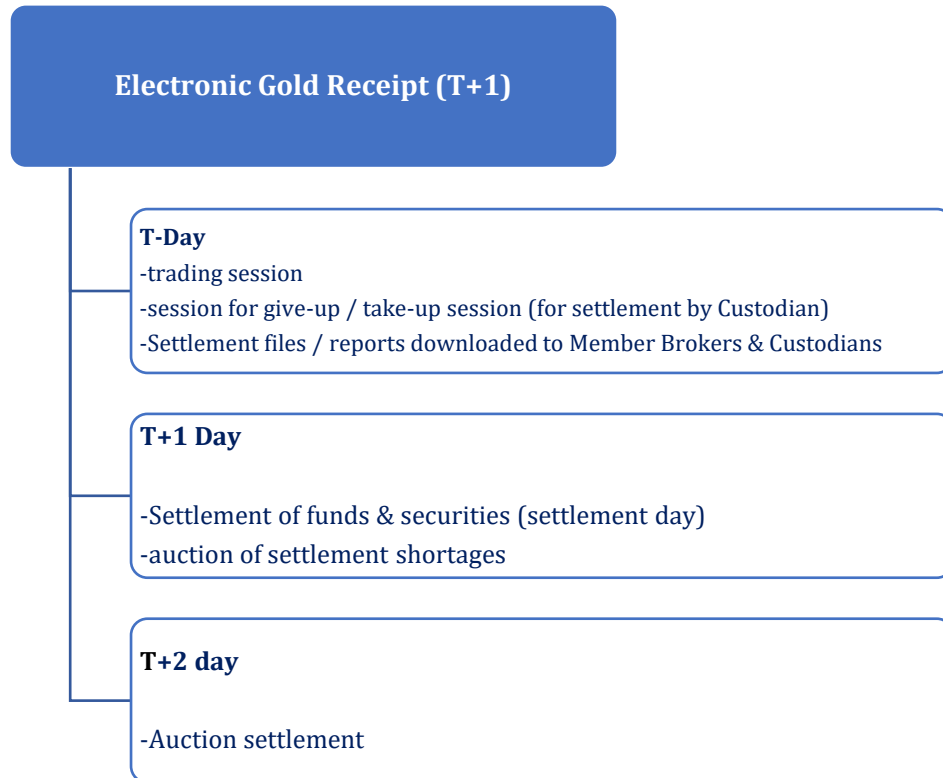 Electronic Gold Receipt (T+1)
T-Day
-trading session
-session for give-up / take-up session (for settlement by Custodian)
-Settlement files / reports downloaded to Member Brokers & Custodians
T+1 Day
-Settlement of funds & securities (settlement day)
-auction of settlement shortages
T+2 day
-Auction settlement